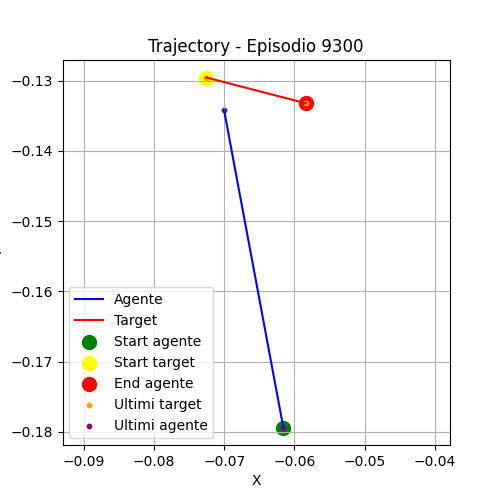 Trajectory - Episodio 9300
−0.13
−0.14
−0.15
−0.16
−0.17
−0.18
Agente
Target
Start agente
Start target
End agente
Ultimi target
Ultimi agente
−0.09 −0.08 −0.07 −0.06 −0.05 −0.04
X